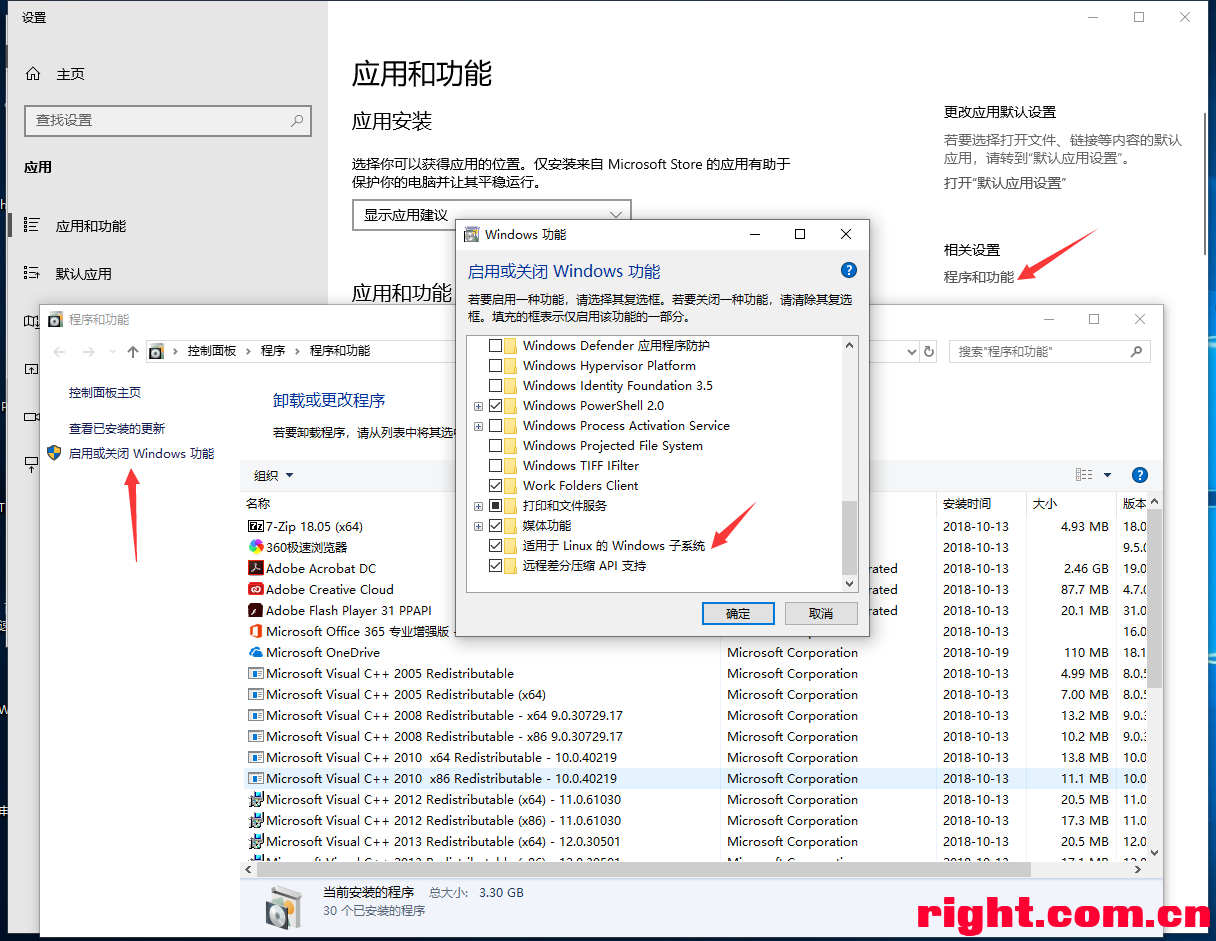 设置
主页
查找设置
应用
应用和功能
默认应用
应用和功能
应用安装
选择你可以获得应用的位置。仅安装来自 Microsoft Store 的应用有助于
保护你的电脑并让其平稳运行。
显示应用建议
应用和功能
更改应用默认设置
若要选择打开文件、链接等内容的默认
应用，请转到“默认应用设置”。
打开“默认应用设置”
相关设置
程序和功能
Windows 功能
启用或关闭 Windows 功能
若要启用一种功能，请选择其复选框。若要关闭一种功能，请清除其复选
框。填充的框表示仅启用该功能的一部分。
Windows Defender 应用程序防护
Windows Hypervisor Platform
Windows Identity Foundation 3.5
Windows PowerShell 2.0
Windows Process Activation Service
Windows Projected File System
Windows TIFF IFilter
Work Folders Client
打印和文件服务
媒体功能
适用于 Linux 的 Windows 子系统
远程差分压缩 API 支持
确定 取消
程序和功能
控制面板 程序 程序和功能
搜索"程序和功能"
控制面板主页
查看已安装的更新
启用或关闭 Windows 功能
卸载或更改程序
若要卸载程序，请从列表中将其选
组织
名称 安装时间 大小 版本
7-Zip 18.05 (x64) 2018-10-13 4.93 MB 18.0
360极速浏览器 2018-10-13 9.5.0
Adobe Acrobat DC rated 2018-10-13 2.46 GB 19.0
Adobe Creative Cloud rated 2018-10-13 87.7 MB 4.7.0
Adobe Flash Player 31 PPAPI rated 2018-10-13 20.1 MB 31.0
Microsoft Office 365 专业增强版 - 2018-10-13 16.0
Microsoft OneDrive Microsoft Corporation 2018-10-19 110 MB 18.1
Microsoft Visual C++ 2005 Redistributable Microsoft Corporation 2018-10-13 4.99 MB 8.0.5
Microsoft Visual C++ 2005 Redistributable (x64) Microsoft Corporation 2018-10-13 7.00 MB 8.0.5
Microsoft Visual C++ 2008 Redistributable - x64 9.0.30729.17 Microsoft Corporation 2018-10-13 13.2 MB 9.0.3
Microsoft Visual C++ 2008 Redistributable - x86 9.0.30729.17 Microsoft Corporation 2018-10-13 10.2 MB 9.0.3
Microsoft Visual C++ 2010 x64 Redistributable - 10.0.40219 Microsoft Corporation 2018-10-13 13.8 MB 10.0
Microsoft Visual C++ 2010 x86 Redistributable - 10.0.40219 Microsoft Corporation 2018-10-13 11.1 MB 10.0
Microsoft Visual C++ 2012 Redistributable (x64) - 11.0.61030 Microsoft Corporation 2018-10-13 20.5 MB 11.0
Microsoft Visual C++ 2012 Redistributable (x86) - 11.0.61030 Microsoft Corporation 2018-10-13 17.3 MB 11.0
Microsoft Visual C++ 2013 Redistributable (x64) - 12.0.30501 Microsoft Corporation 2018-10-13 20.5 MB 12.0
当前安装的程序 总大小: 3.30 GB
30 个已安装的程序
right.com.cn